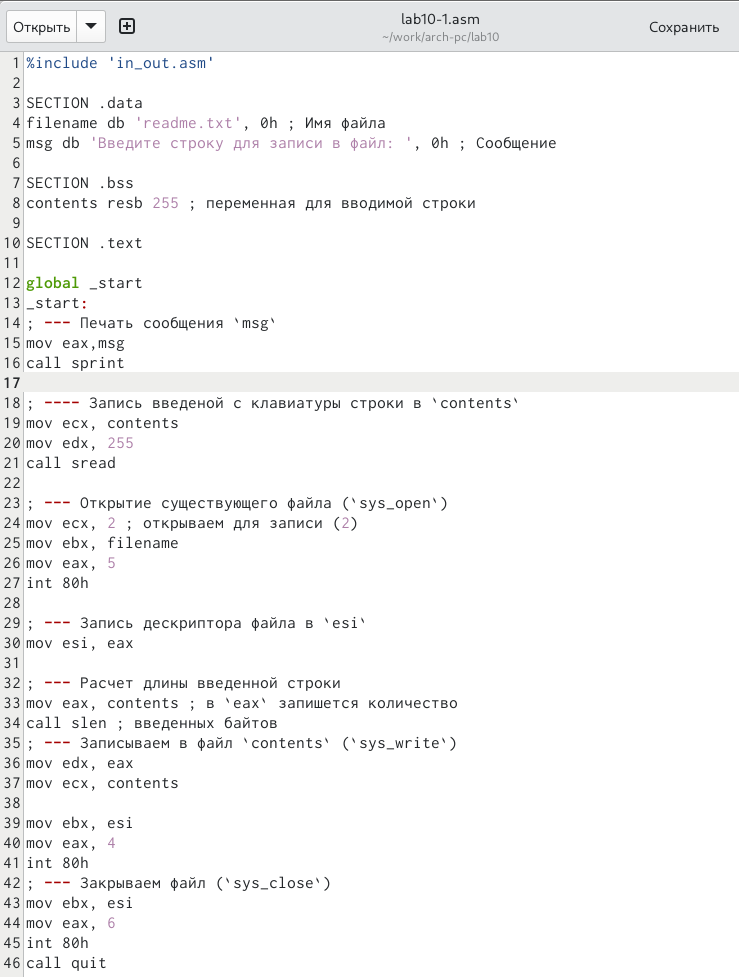 Открыть
lab10-1.asm
~/work/arch-pc/lab10
Сохранить
1 %include 'in_out.asm'
2
3 SECTION .data
4 filename db 'readme.txt', 0h ; Имя файла
5 msg db 'Введите строку для записи в файл: ', 0h ; Сообщение
6
7 SECTION .bss
8 contents resb 255 ; переменная для вводимой строки
9
10 SECTION .text
11
12 global _start
13 _start:
14 ; --- Печать сообщения `msg`
15 mov eax,msg
16 call sprint
17
18 ; ---- Запись введеной с клавиатуры строки в `contents`
19 mov ecx, contents
20 mov edx, 255
21 call sread
22
23 ; --- Открытие существующего файла (`sys_open`)
24 mov ecx, 2 ; открываем для записи (2)
25 mov ebx, filename
26 mov eax, 5
27 int 80h
28
29 ; --- Запись дескриптора файла в `esi`
30 mov esi, eax
31
32 ; --- Расчет длины введенной строки
33 mov eax, contents ; в `eax` запишется количество
34 call slen ; введенных байтов
35 ; --- Записываем в файл `contents` (`sys_write`)
36 mov edx, eax
37 mov ecx, contents
38
39 mov ebx, esi
40 mov eax, 4
41 int 80h
42 ; --- Закрываем файл (`sys_close`)
43 mov ebx, esi
44 mov eax, 6
45 int 80h
46 call quit